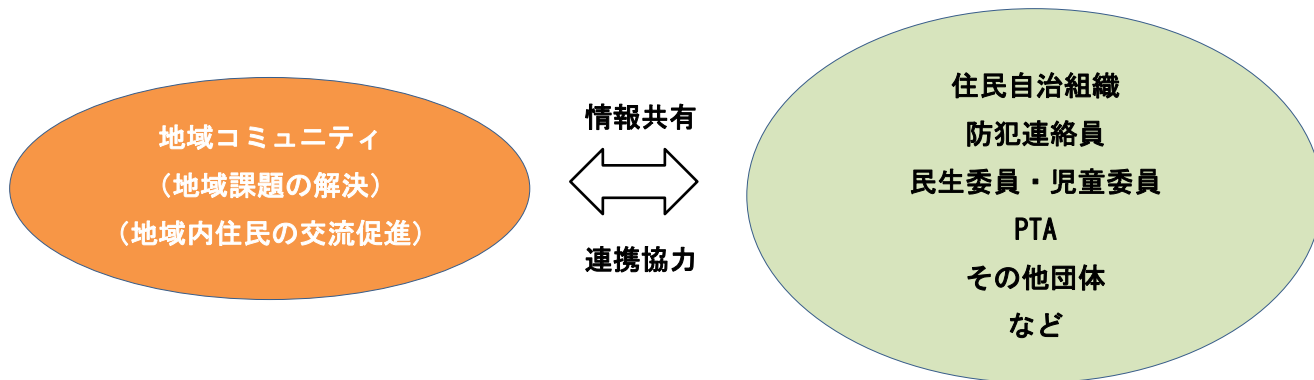 地域コミュニティ
（地域課題の解決）
（地域内住民の交流促進）
情報共有
連携協力
住民自治組織
防犯連絡員
民生委員・児童委員
PTA
その他団体
など